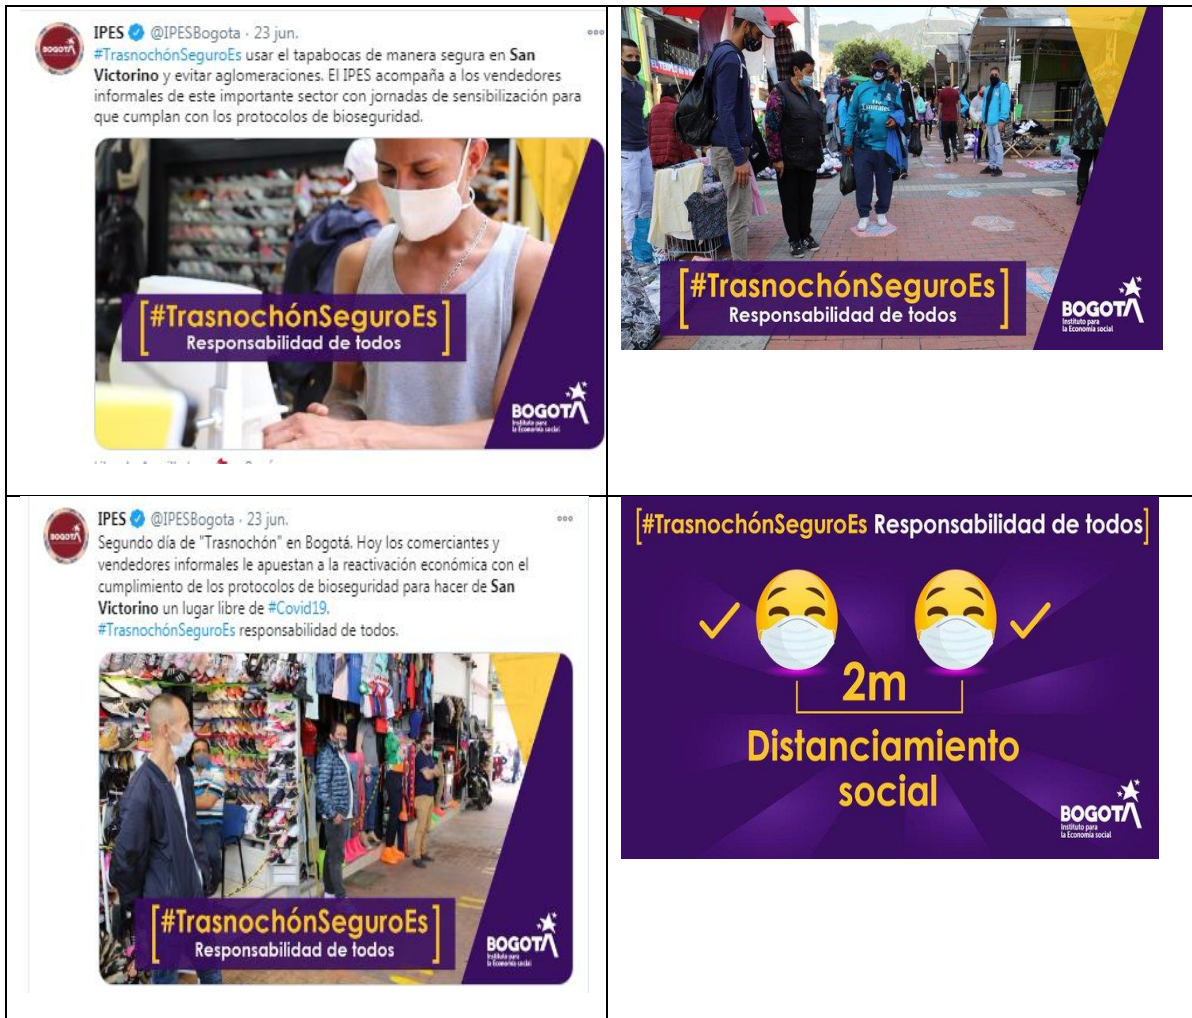 IPES @IPESBogota · 23 jun.
#TrasnochónSeguroEs usar el tapabocas de manera segura en San
Victorino y evitar aglomeraciones. El IPES acompaña a los vendedores
informales de este importante sector con jornadas de sensibilización para
que cumplan con los protocolos de bioseguridad.
BOGOTÁ
[#TrasnochónSeguroEs]
Responsabilidad de todos
BOGOTÁ
Instituto para
la Economía social
[#TrasnochónSeguroEs]
Responsabilidad de todos
BOGOTÁ
Instituto para
la Economía social
IPES @IPESBogota · 23 jun.
Segundo día de "Trasnochón" en Bogotá. Hoy los comerciantes y
vendedores informales le apuestan a la reactivación económica con el
cumplimiento de los protocolos de bioseguridad para hacer de San
Victorino un lugar libre de #Covid19.
#TrasnochónSeguroEs responsabilidad de todos.
BOGOTÁ
[#TrasnochónSeguroEs]
Responsabilidad de todos
BOGOTÁ
Instituto para
la Economía social
[#TrasnochónSeguroEs Responsabilidad de todos]
2m
Distanciamiento
social
BOGOTÁ
Instituto para
la Economía social